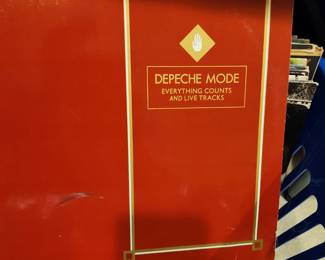 DEPECHE MODE
EVERYTHING COUNTS
AND LIVE TRACKS